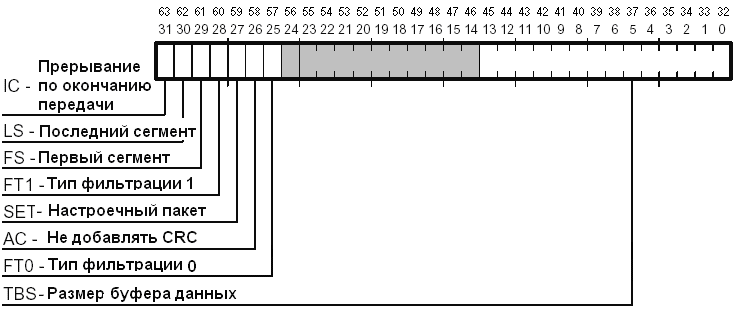 63 62 61 60 59 58 57 56 55 54 53 52 51 50 49 48 47 46 45 44 43 42 41 40 39 38 37 36 35 34 33 32
31 30 29 28 27 26 25 24 23 22 21 20 19 18 17 16 15 14 13 12 11 10 9 8 7 6 5 4 3 2 1 0
Прерывание
IC - по окончанию
передачи
LS - Последний сегмент
FS - Первый сегмент
FT1 - Тип фильтрации 1
SET- Настроечный пакет
AC - Не добавлять CRC
FT0 - Тип фильтрации 0
TBS- Размер буфера данных